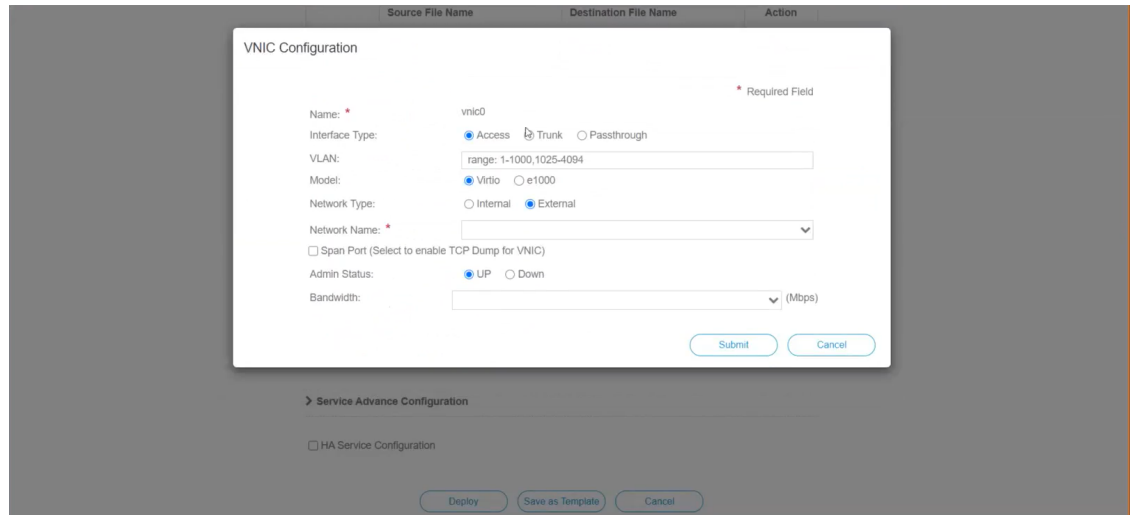 Source File Name Destination File Name Action
VNIC Configuration
* Required Field
Name: * vnic0
Interface Type: Access Trunk Passthrough
VLAN: range: 1-1000,1025-4094
Model: Virtio e1000
Network Type: Internal External
Network Name: *
Span Port (Select to enable TCP Dump for VNIC)
Admin Status: UP Down
Bandwidth: (Mbps)
Submit Cancel
Service Advance Configuration
HA Service Configuration
Deploy Save as Template Cancel